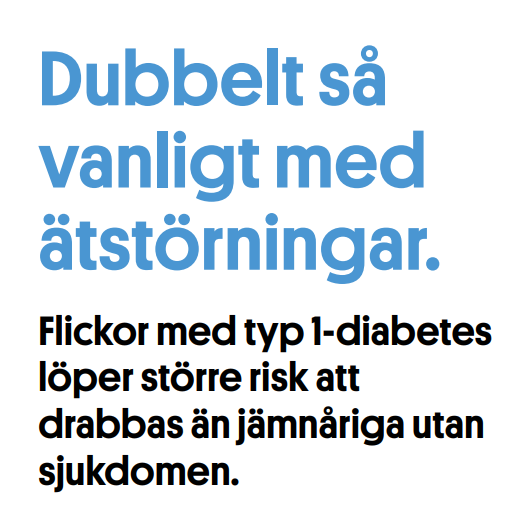 Dubbelt så
vanligt med
ätstörningar.
Flickor med typ 1-diabetes
löper större risk att
drabbas än jämnåriga utan
sjukdomen.